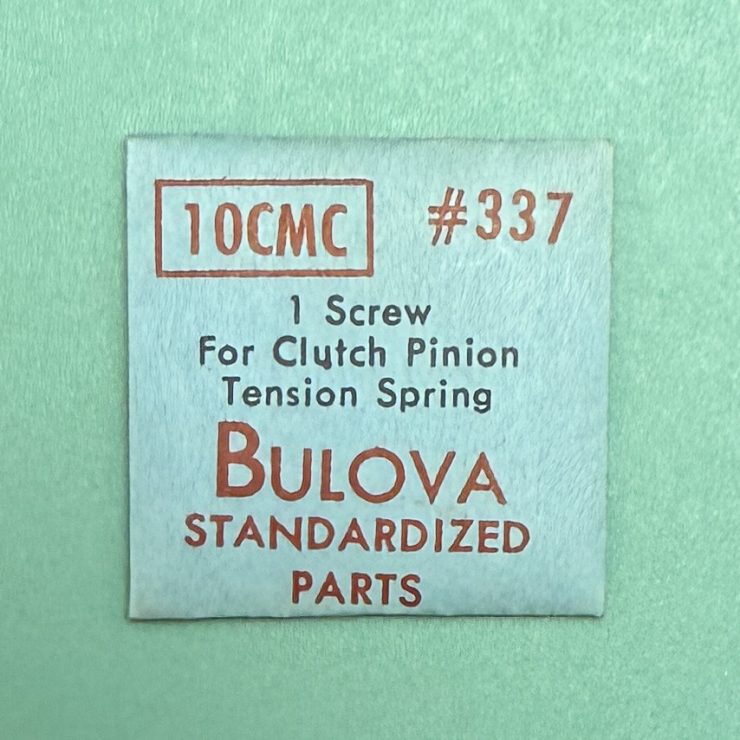 10CMC #337
1 Screw
For Clutch Pinion
Tension Spring
BULOVA
STANDARDIZED
PARTS